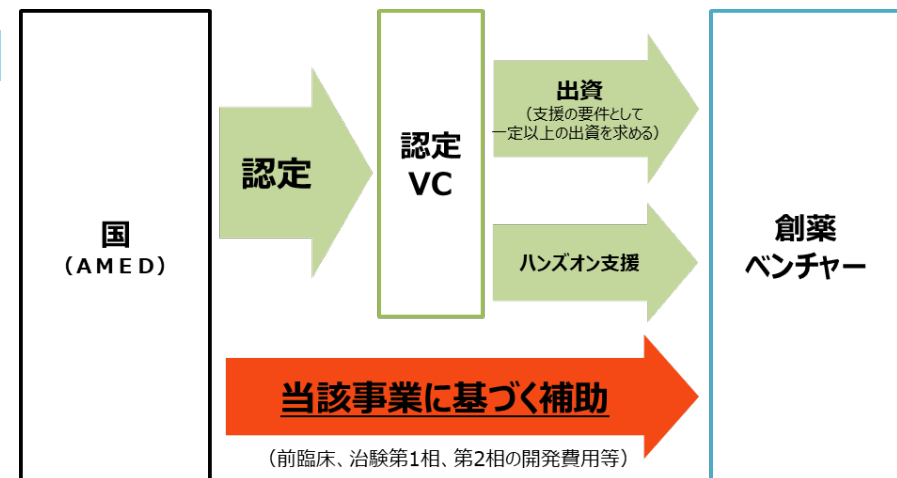 国
（ＡＭＥＤ）
認定
認定
VC
出資
（支援の要件として
一定以上の出資を求める）
ハンズオン支援
創薬
ベンチャー
当該事業に基づく補助
（前臨床、治験第1相、第2相の開発費用等）